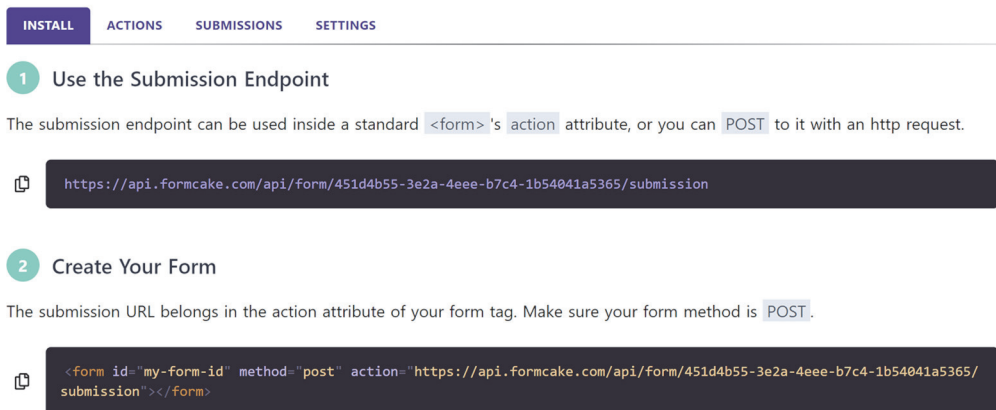 INSTALL ACTIONS SUBMISSIONS SETTINGS
1 Use the Submission Endpoint
The submission endpoint can be used inside a standard <form> 's action attribute, or you can POST to it with an http request.
https://api.formcake.com/api/form/451d4b55-3e2a-4eee-b7c4-1b54041a5365/submission
2 Create Your Form
The submission URL belongs in the action attribute of your form tag. Make sure your form method is POST.
<form id="my-form-id" method="post" action="https://api.formcake.com/api/form/451d4b55-3e2a-4eee-b7c4-1b54041a5365/
submission"></form>